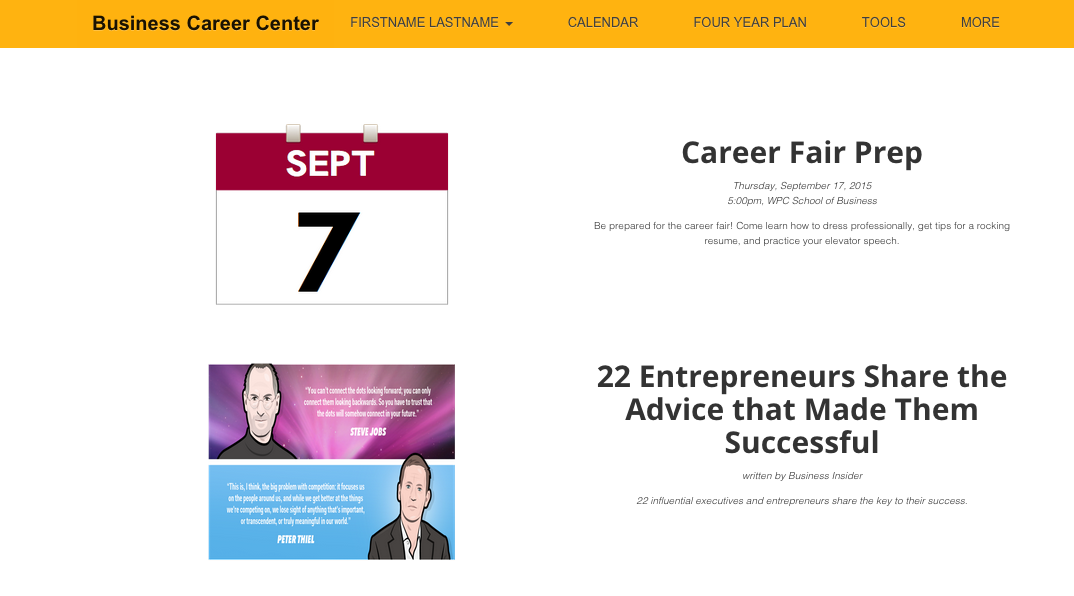 Business Career Center FIRSTNAME LASTNAME CALENDAR FOUR YEAR PLAN TOOLS MORE
SEPT
7
Career Fair Prep
Thursday, September 17, 2015
5:00pm, WPC School of Business
Be prepared for the career fair! Come learn how to dress professionally, get tips for a rocking
resume, and practice your elevator speech.
"You can't connect the dots looking forward; you can only
connect them looking backwards. So you have to trust that
the dots will somehow connect in your future."
STEVE JOBS
"This is, I think, the big problem with competition: it focuses us
on the people around us, and while we get better at the things
we're competing on, we lose sight of anything that's important,
or transcendent, or truly meaningful in our world."
PETER THIEL
22 Entrepreneurs Share the
Advice that Made Them
Successful
written by Business Insider
22 influential executives and entrepreneurs share the key to their success.